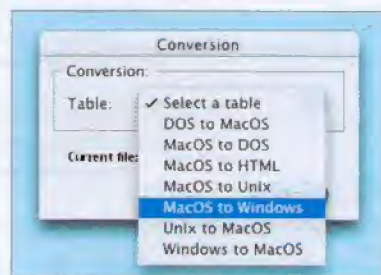 Conversion
Conversion:
Table: ✓ Select a table
DOS to MacOS
MacOS to DOS
MacOS to HTML
Current file:
MacOS to Unix
MacOS to Windows
Unix to MacOS
Windows to MacOS